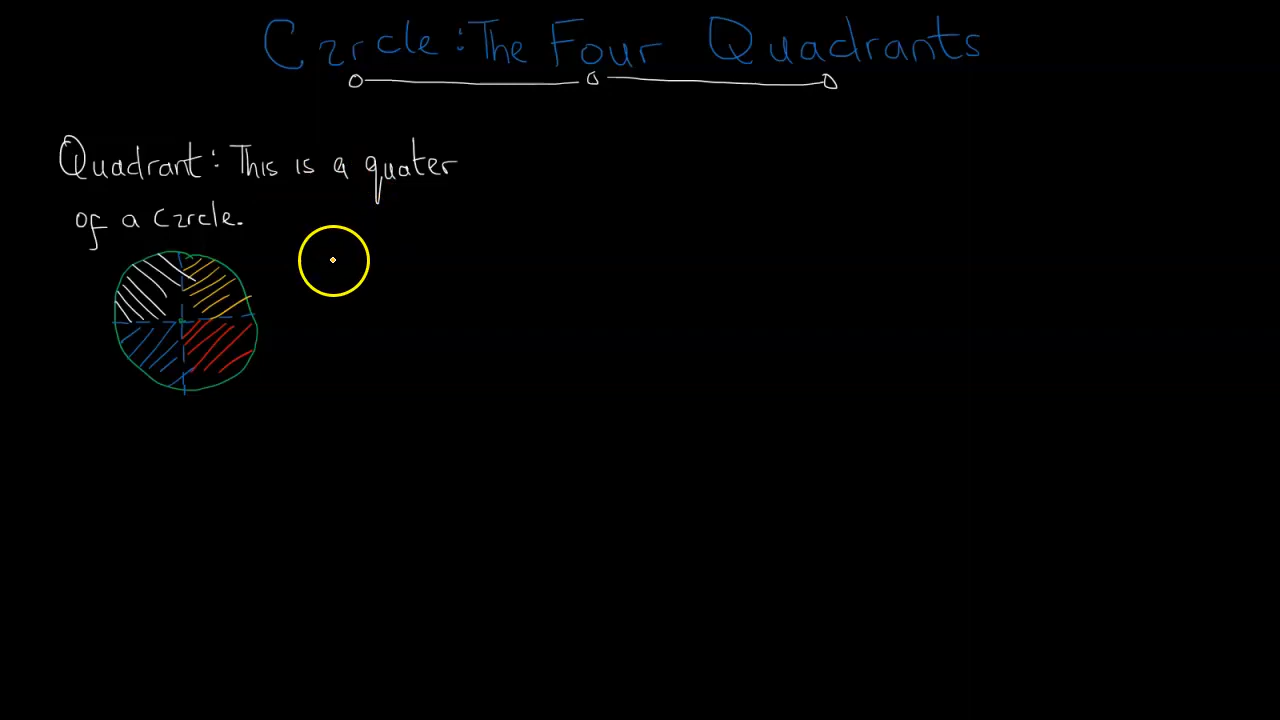 Czrcle: The Four Quadrants
Quadrant: This is a quater
of a czrcle.